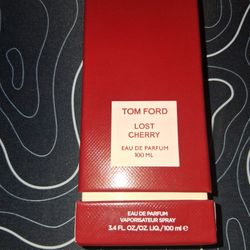 TOM FORD
LOST
CHERRY
EAU DE PARFUM
100 ML
EAU DE PARFUM
VAPORISATEUR SPRAY
3.4 FL. OZ./OZ. LIQ./100 ml ℮